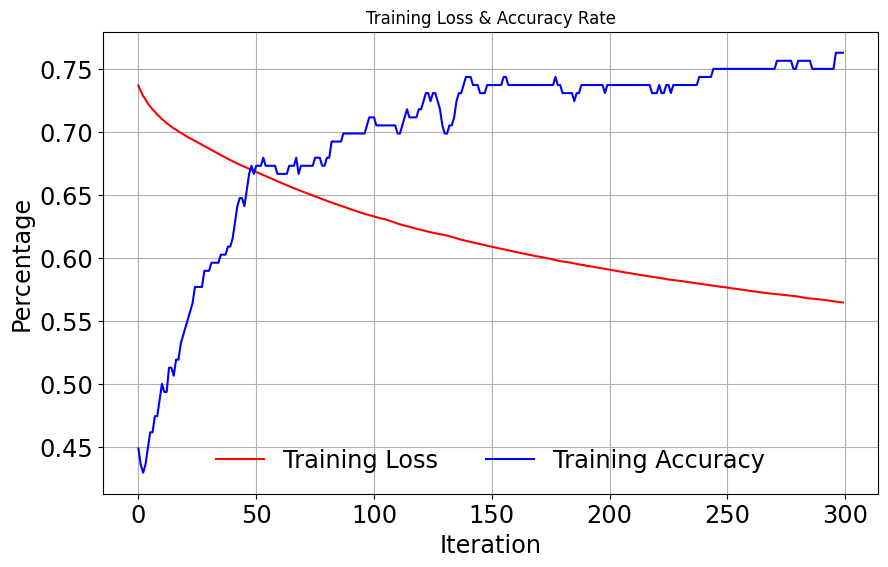 Training Loss & Accuracy Rate
Percentage
0.75
0.70
0.65
0.60
0.55
0.50
0.45
Training Loss
Training Accuracy
0 50 100 150 200 250 300
Iteration